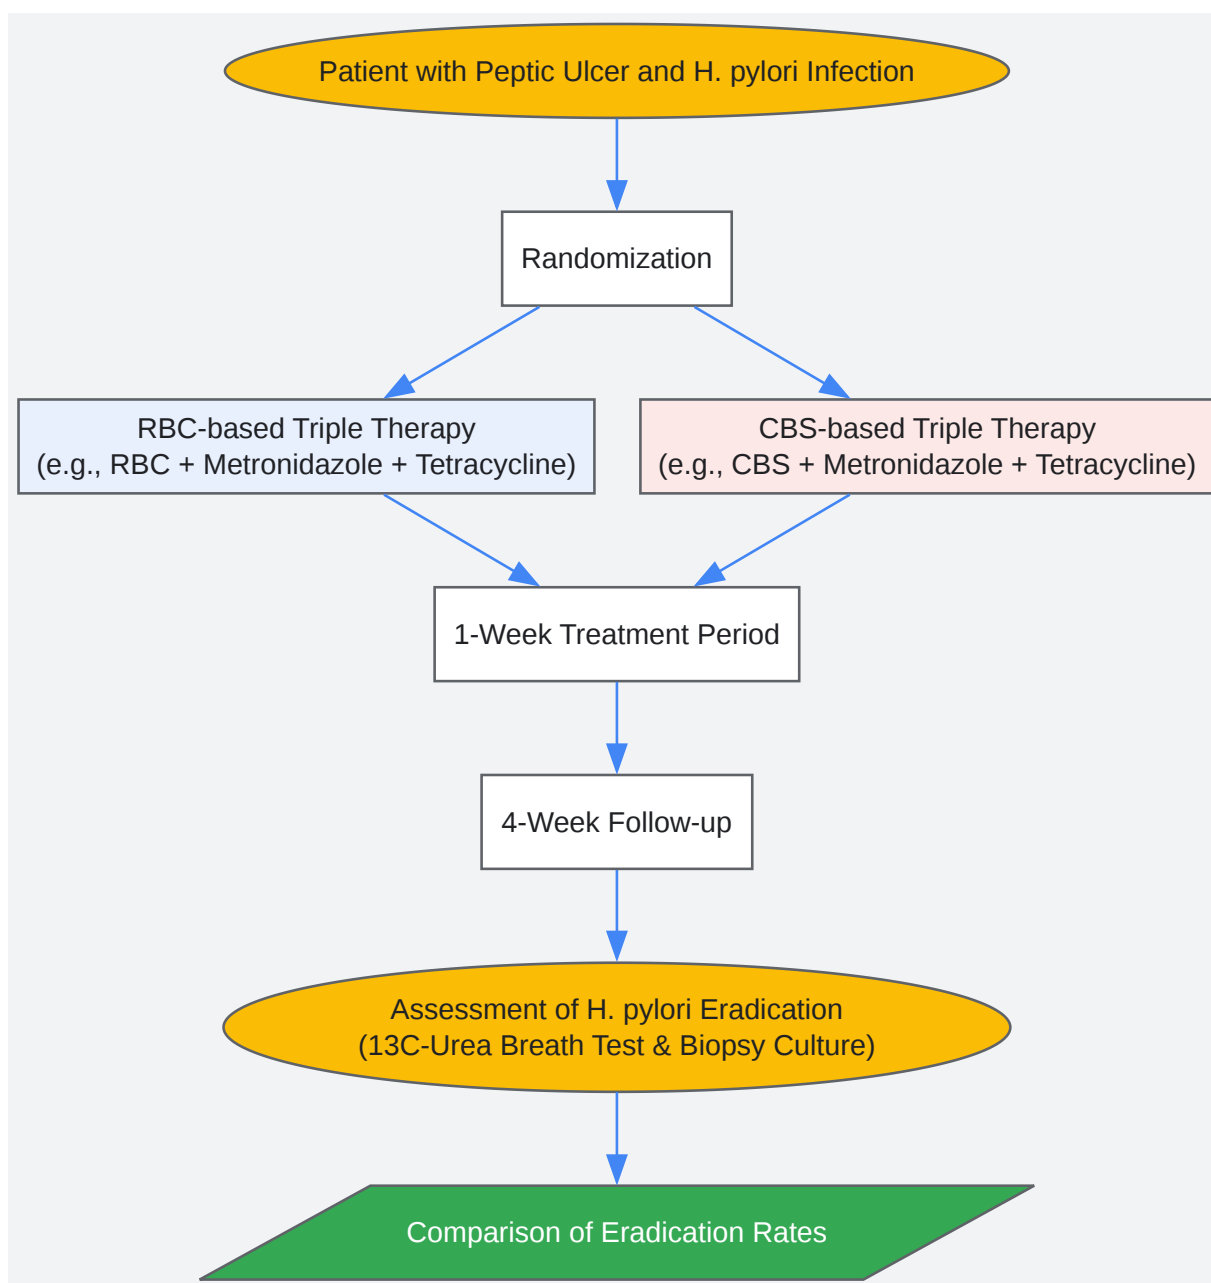 Patient with Peptic Ulcer and H. pylori Infection
Randomization
RBC-based Triple Therapy
(e.g., RBC + Metronidazole + Tetracycline)
CBS-based Triple Therapy
(e.g., CBS + Metronidazole + Tetracycline)
1-Week Treatment Period
4-Week Follow-up
Assessment of H. pylori Eradication
(13C-Urea Breath Test & Biopsy Culture)
Comparison of Eradication Rates